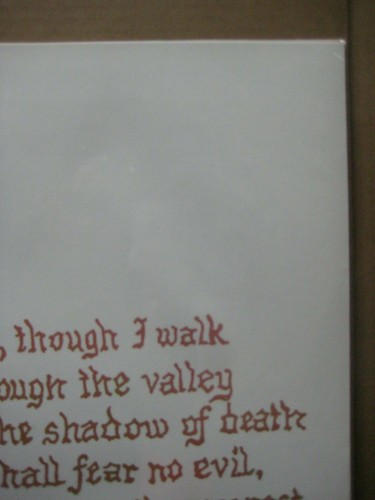 , though I walk
ough the valley
he shadow of death
hall fear no evil,